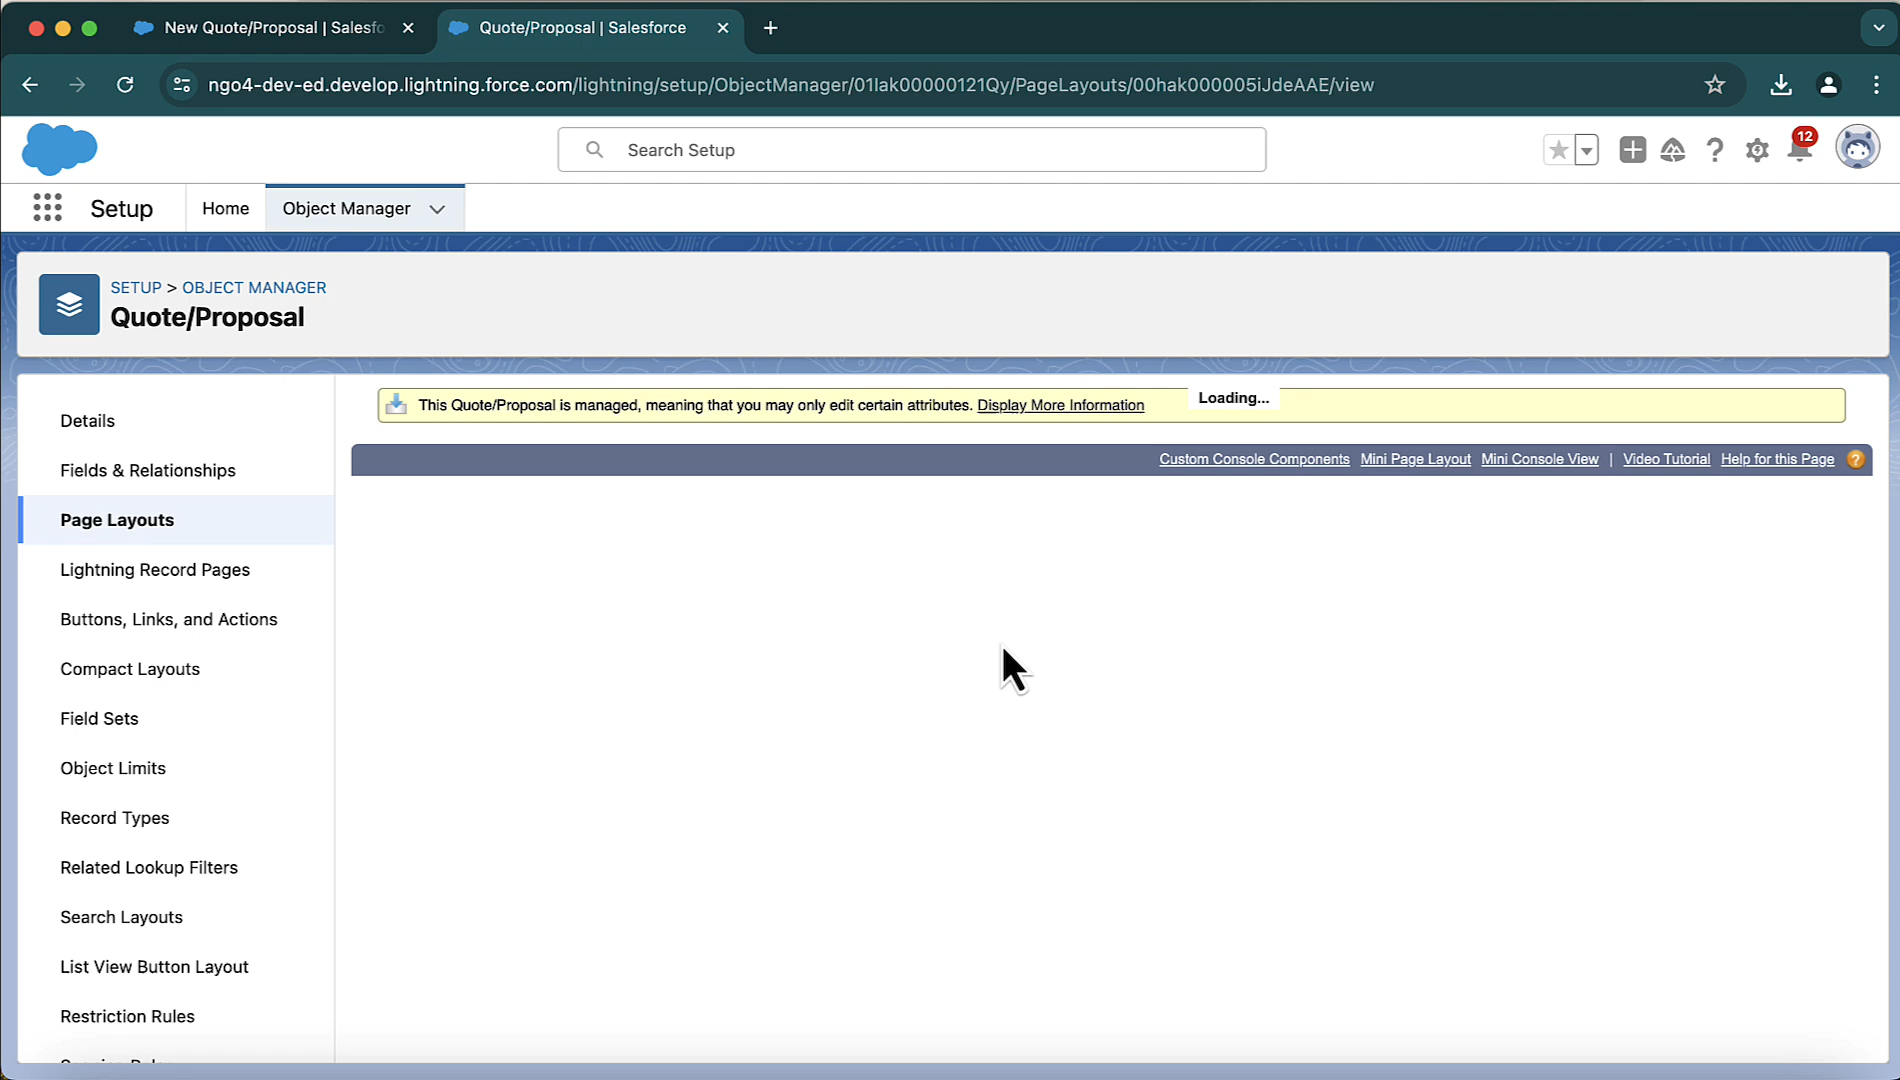 New Quote/Proposal | Salesfo
Quote/Proposal | Salesforce
ngo4-dev-ed.develop.lightning.force.com/lightning/setup/ObjectManager/01Iak00000121Qy/PageLayouts/00hak000005iJdeAAE/view
Search Setup
12
Setup
Home
Object Manager
SETUP > OBJECT MANAGER
Quote/Proposal
Details
Fields & Relationships
Page Layouts
Lightning Record Pages
Buttons, Links, and Actions
Compact Layouts
Field Sets
Object Limits
Record Types
Related Lookup Filters
Search Layouts
List View Button Layout
Restriction Rules
This Quote/Proposal is managed, meaning that you may only edit certain attributes. Display More Information
Loading...
Custom Console Components Mini Page Layout Mini Console View | Video Tutorial Help for this Page ?